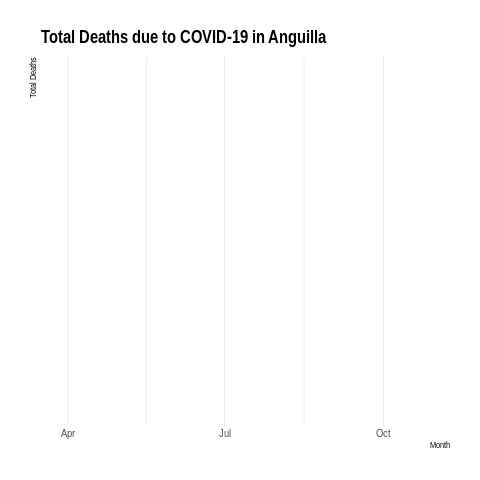 Total Deaths due to COVID-19 in Anguilla
Total Deaths
Apr
Jul
Oct
Month